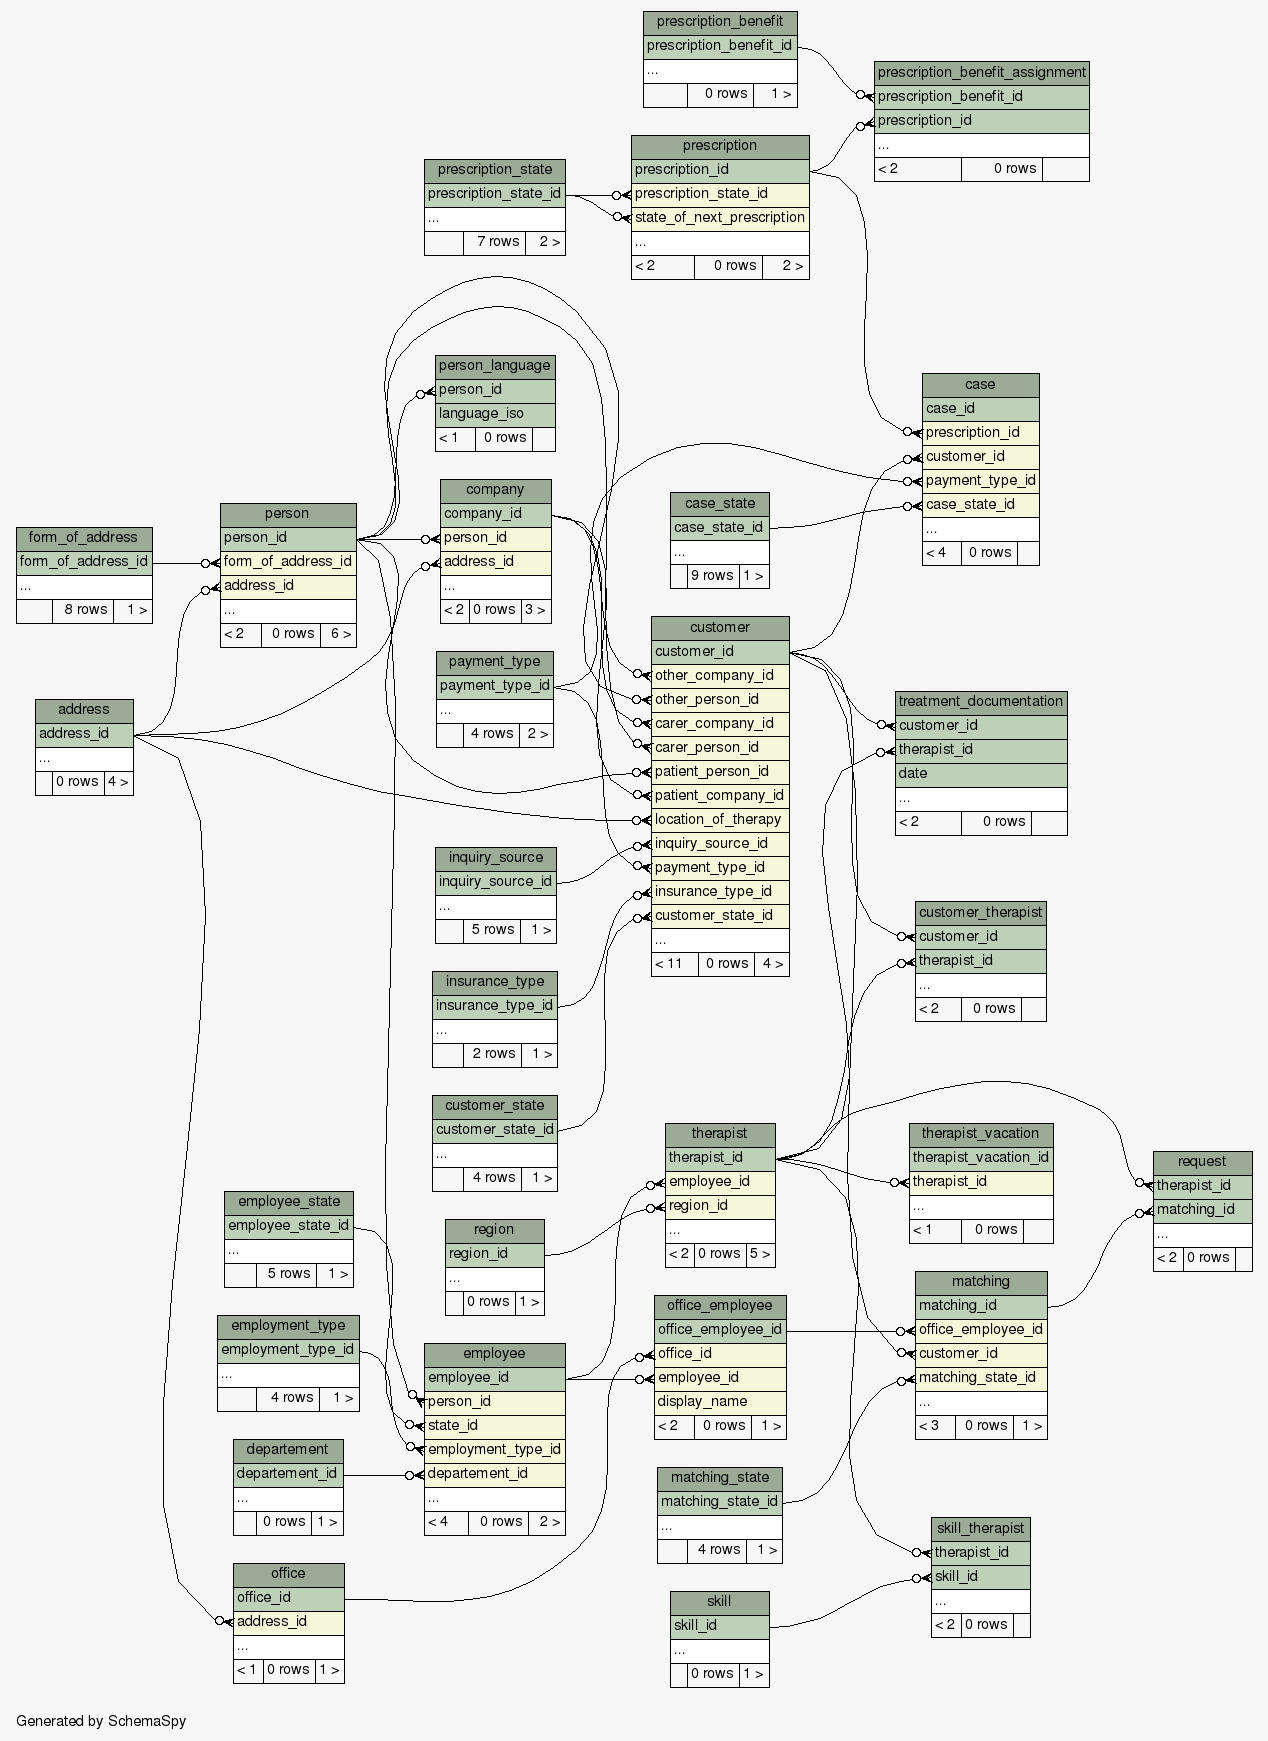 prescription_benefit
prescription_benefit_id
...
0 rows 1 >
prescription_benefit_assignment
prescription_benefit_id
prescription_id
...
< 2 0 rows
prescription
prescription_id
prescription_state_id
state_of_next_prescription
...
< 2 0 rows 2 >
prescription_state
prescription_state_id
...
7 rows 2 >
person_language
person_id
language_iso
< 1 0 rows
case
case_id
prescription_id
customer_id
payment_type_id
case_state_id
...
< 4 0 rows
company
company_id
person_id
address_id
...
< 2 0 rows 3 >
case_state
case_state_id
...
9 rows 1 >
person
person_id
form_of_address_id
address_id
...
< 2 0 rows 6 >
form_of_address
form_of_address_id
...
8 rows 1 >
customer
customer_id
other_company_id
other_person_id
carer_company_id
carer_person_id
patient_person_id
patient_company_id
location_of_therapy
inquiry_source_id
payment_type_id
insurance_type_id
customer_state_id
...
< 11 0 rows 4 >
payment_type
payment_type_id
...
4 rows 2 >
address
address_id
...
0 rows 4 >
treatment_documentation
customer_id
therapist_id
date
...
< 2 0 rows
inquiry_source
inquiry_source_id
...
5 rows 1 >
customer_therapist
customer_id
therapist_id
...
< 2 0 rows
insurance_type
insurance_type_id
...
2 rows 1 >
customer_state
customer_state_id
...
4 rows 1 >
therapist
therapist_id
employee_id
region_id
...
< 2 0 rows 5 >
therapist_vacation
therapist_vacation_id
therapist_id
...
< 1 0 rows
request
therapist_id
matching_id
...
< 2 0 rows
employee_state
employee_state_id
...
5 rows 1 >
region
region_id
...
0 rows 1 >
matching
matching_id
office_employee_id
customer_id
matching_state_id
...
< 3 0 rows 1 >
office_employee
office_employee_id
office_id
employee_id
display_name
< 2 0 rows 1 >
employment_type
employment_type_id
...
4 rows 1 >
employee
employee_id
person_id
state_id
employment_type_id
departement_id
...
< 4 0 rows 2 >
departement
departement_id
...
0 rows 1 >
matching_state
matching_state_id
...
4 rows 1 >
skill_therapist
therapist_id
skill_id
...
< 2 0 rows
office
office_id
address_id
...
< 1 0 rows 1 >
skill
skill_id
...
0 rows 1 >
Generated by SchemaSpy